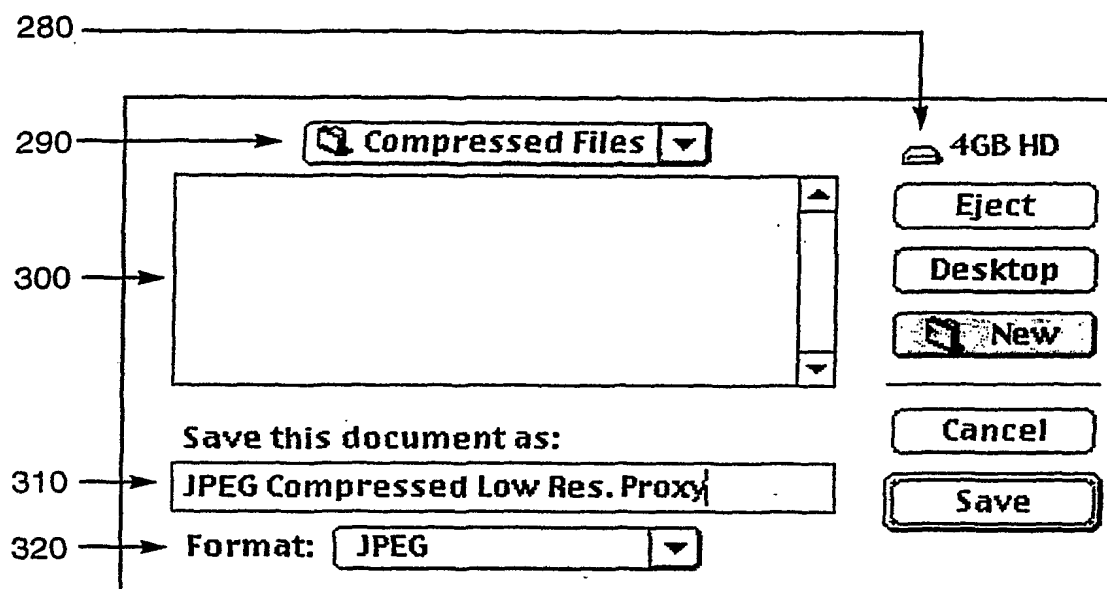 280
290 Compressed Files 4GB HD
Eject
300 Desktop
New
Save this document as: Cancel
310 JPEG Compressed Low Res. Proxy Save
320 Format: JPEG